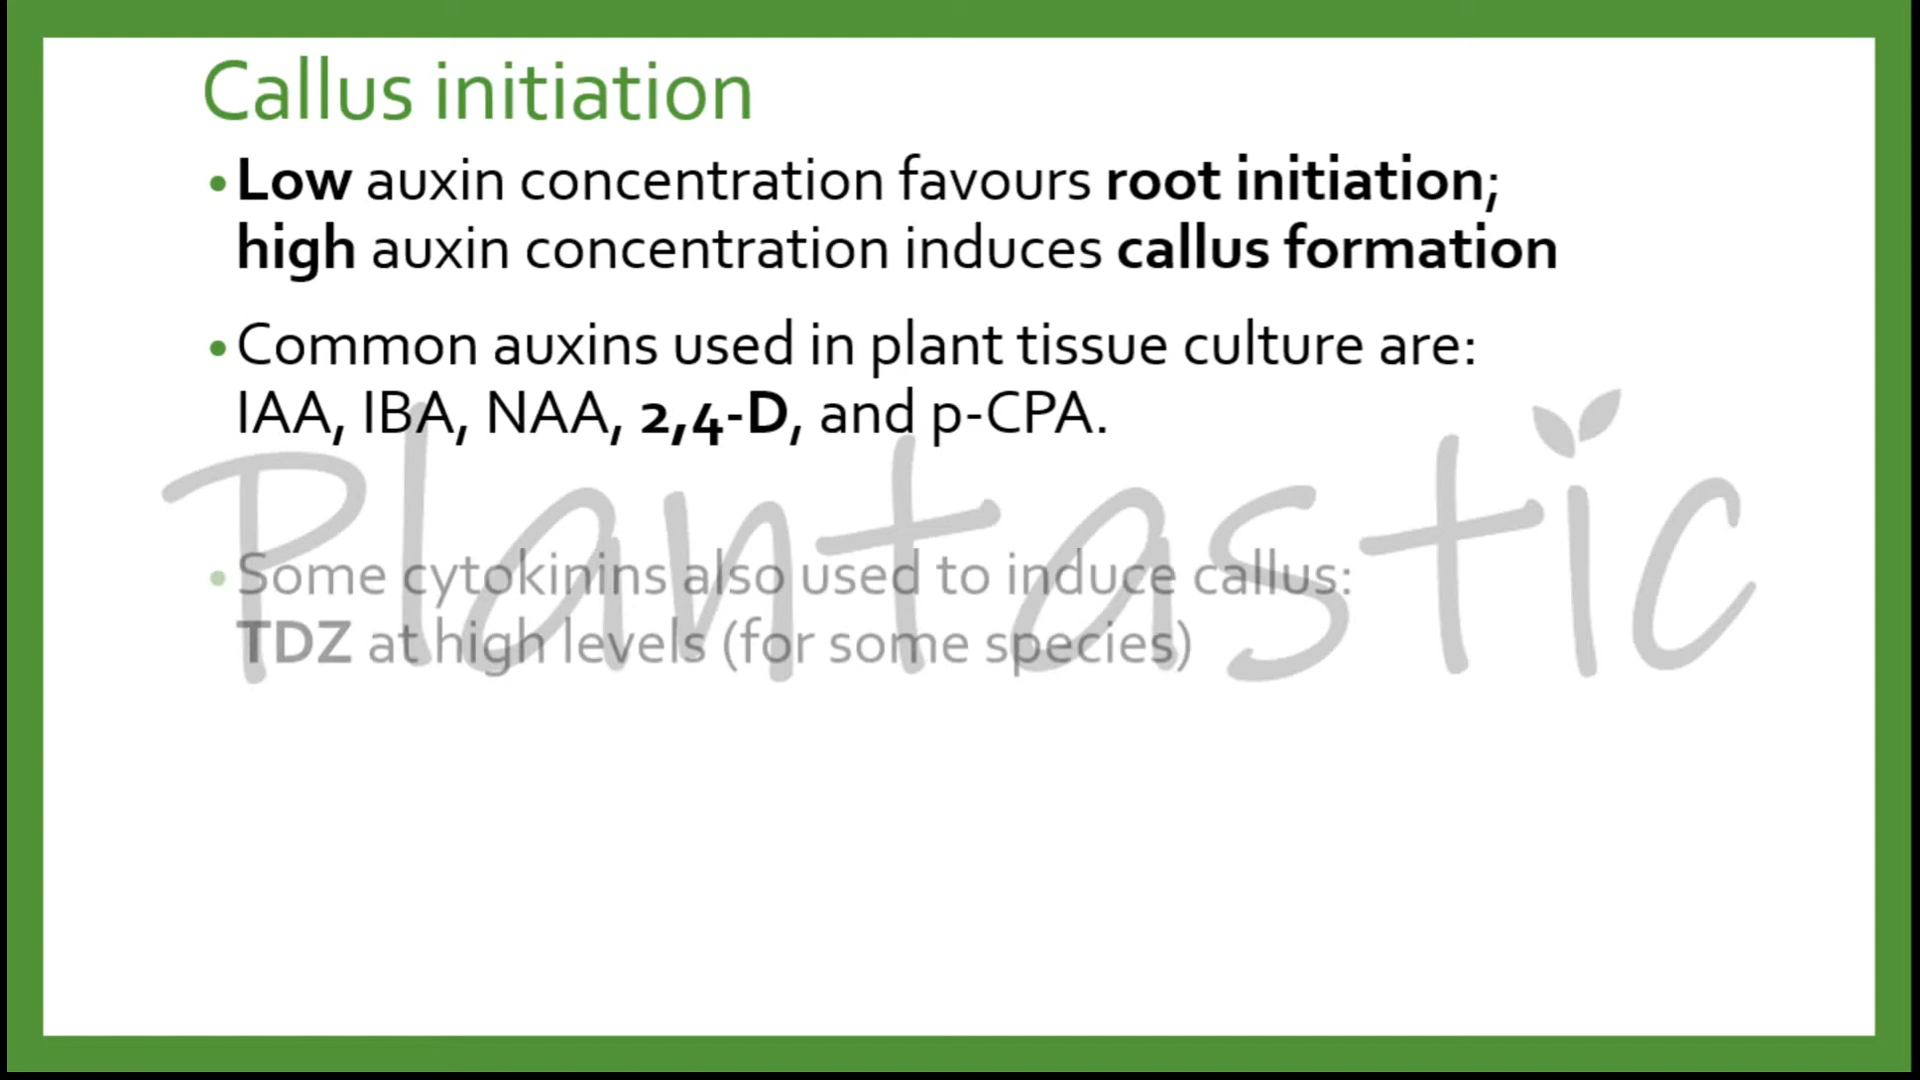 Callus initiation
• Low auxin concentration favours root initiation;
high auxin concentration induces callus formation
• Common auxins used in plant tissue culture are:
IAA, IBA, NAA, 2,4-D, and p-CPA.
Plantastic
• Some cytokinins also used to induce callus:
TDZ at high levels (for some species)